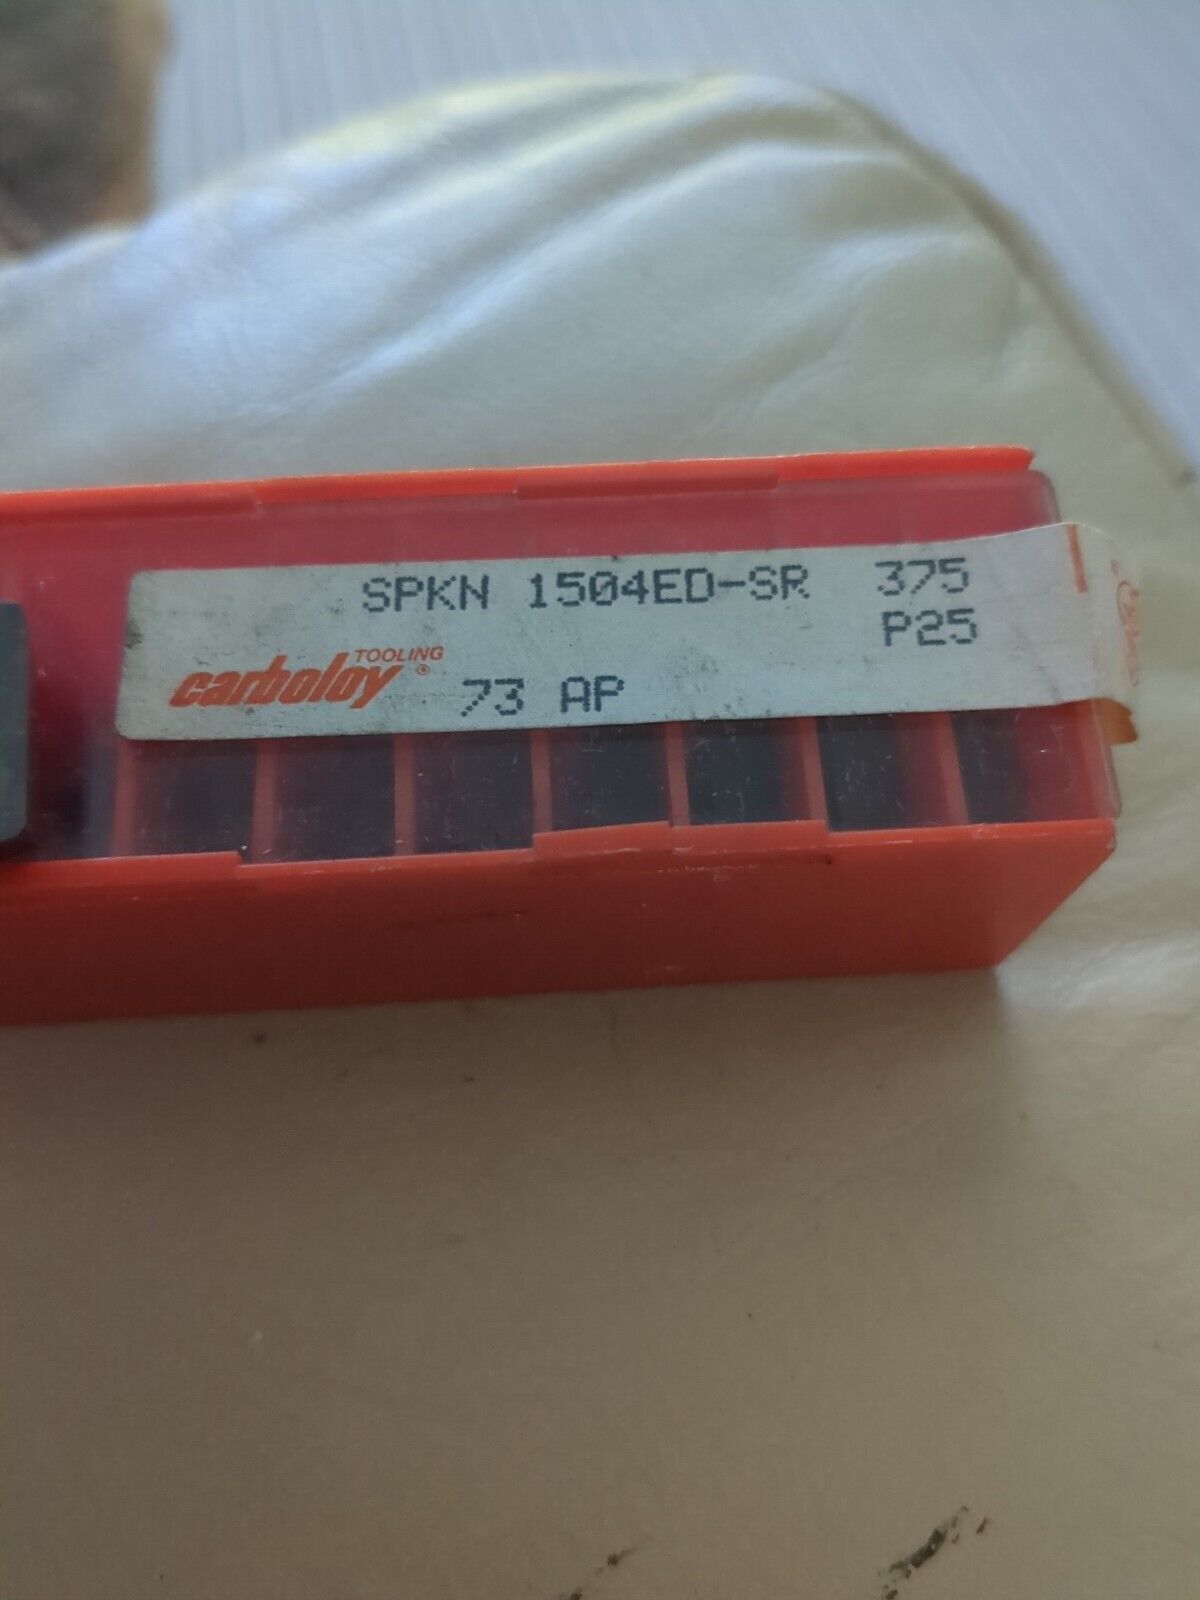 SPKN 1504ED-SR 375
P25
TOOLING
carboloy ®
73 AP